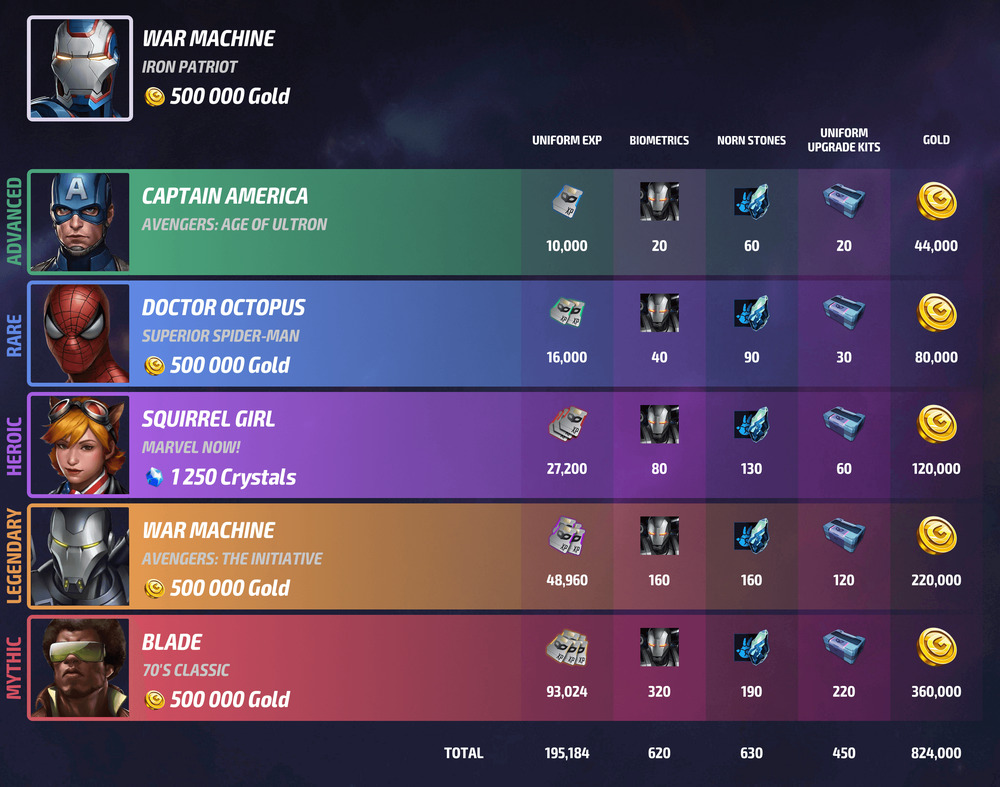 WAR MACHINE
IRON PATRIOT
500 000 Gold
UNIFORM EXP BIOMETRICS NORN STONES UNIFORM UPGRADE KITS GOLD
ADVANCED
CAPTAIN AMERICA
AVENGERS: AGE OF ULTRON
10,000 20 60 20 44,000
RARE
DOCTOR OCTOPUS
SUPERIOR SPIDER-MAN
500 000 Gold
16,000 40 90 30 80,000
HEROIC
SQUIRREL GIRL
MARVEL NOW!
1 250 Crystals
27,200 80 130 60 120,000
LEGENDARY
WAR MACHINE
AVENGERS: THE INITIATIVE
500 000 Gold
48,960 160 160 120 220,000
MYTHIC
BLADE
70'S CLASSIC
500 000 Gold
93,024 320 190 220 360,000
TOTAL 195,184 620 630 450 824,000